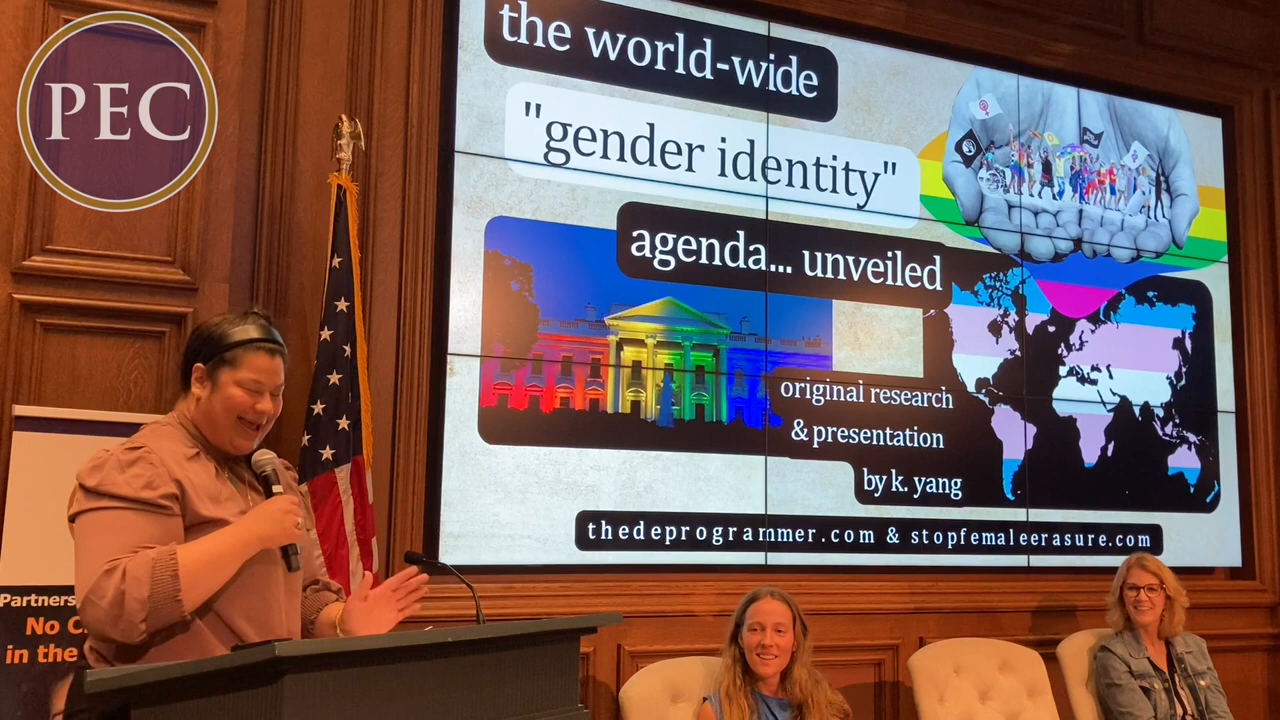 PEC
the world-wide
"gender identity"
agenda... unveiled
original research
& presentation
by k. yang
thedeprogrammer.com & stopfemaleerasure.com
Partners
No C
in the